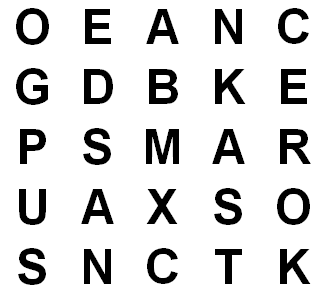 O E A N C
G D B K E
P S M A R
U A X S O
S N C T K